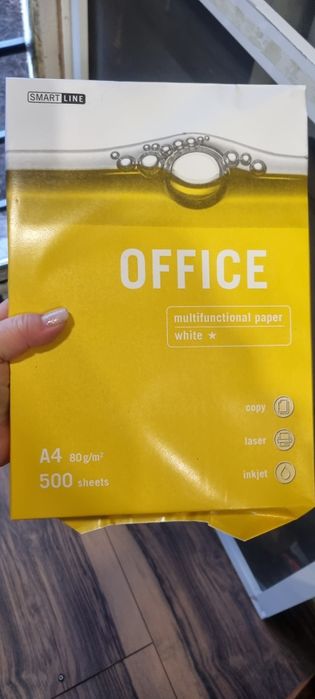 SMART LINE
OFFICE
multifunctional paper
white ★
copy
laser
A4 80g/m²
inkjet
500 sheets